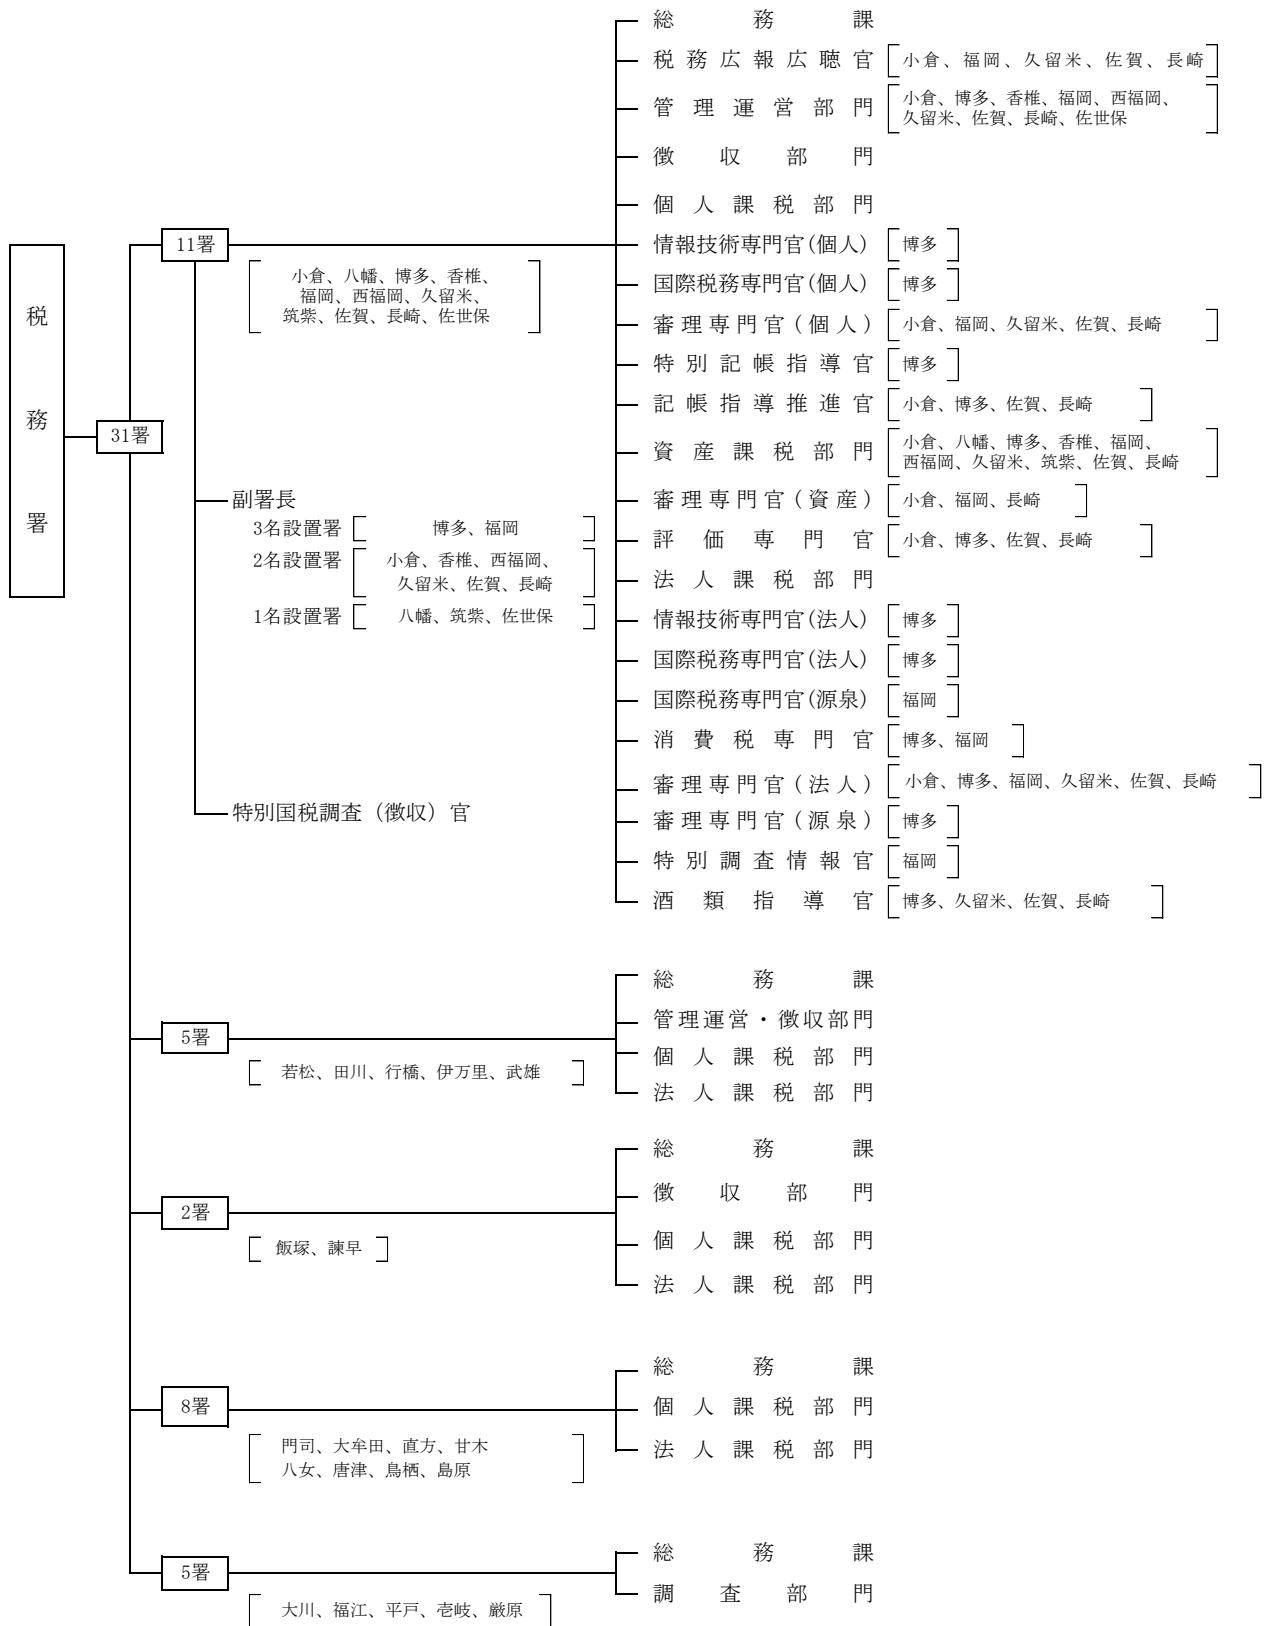 税務署
31署
11署
小倉、八幡、博多、香椎、
福岡、西福岡、久留米、
筑紫、佐賀、長崎、佐世保
副署長
3名設置署 博多、福岡
2名設置署 小倉、香椎、西福岡、
久留米、佐賀、長崎
1名設置署 八幡、筑紫、佐世保
特別国税調査（徴収）官
総務課
税務広報広聴官 小倉、福岡、久留米、佐賀、長崎
管理運営部門 小倉、博多、香椎、福岡、西福岡、
久留米、佐賀、長崎、佐世保
徴収部門
個人課税部門
情報技術専門官(個人) 博多
国際税務専門官(個人) 博多
審理専門官(個人) 小倉、福岡、久留米、佐賀、長崎
特別記帳指導官 博多
記帳指導推進官 小倉、博多、佐賀、長崎
資産課税部門 小倉、八幡、博多、香椎、福岡、
西福岡、久留米、筑紫、佐賀、長崎
審理専門官(資産) 小倉、福岡、長崎
評価専門官 小倉、博多、佐賀、長崎
法人課税部門
情報技術専門官(法人) 博多
国際税務専門官(法人) 博多
国際税務専門官(源泉) 福岡
消費税専門官 博多、福岡
審理専門官(法人) 小倉、博多、福岡、久留米、佐賀、長崎
審理専門官(源泉) 博多
特別調査情報官 福岡
酒類指導官 博多、久留米、佐賀、長崎
5署
若松、田川、行橋、伊万里、武雄
総務課
管理運営・徴収部門
個人課税部門
法人課税部門
2署
飯塚、諫早
総務課
徴収部門
個人課税部門
法人課税部門
8署
門司、大牟田、直方、甘木
八女、唐津、鳥栖、島原
総務課
個人課税部門
法人課税部門
5署
大川、福江、平戸、壱岐、厳原
総務課
調査部門